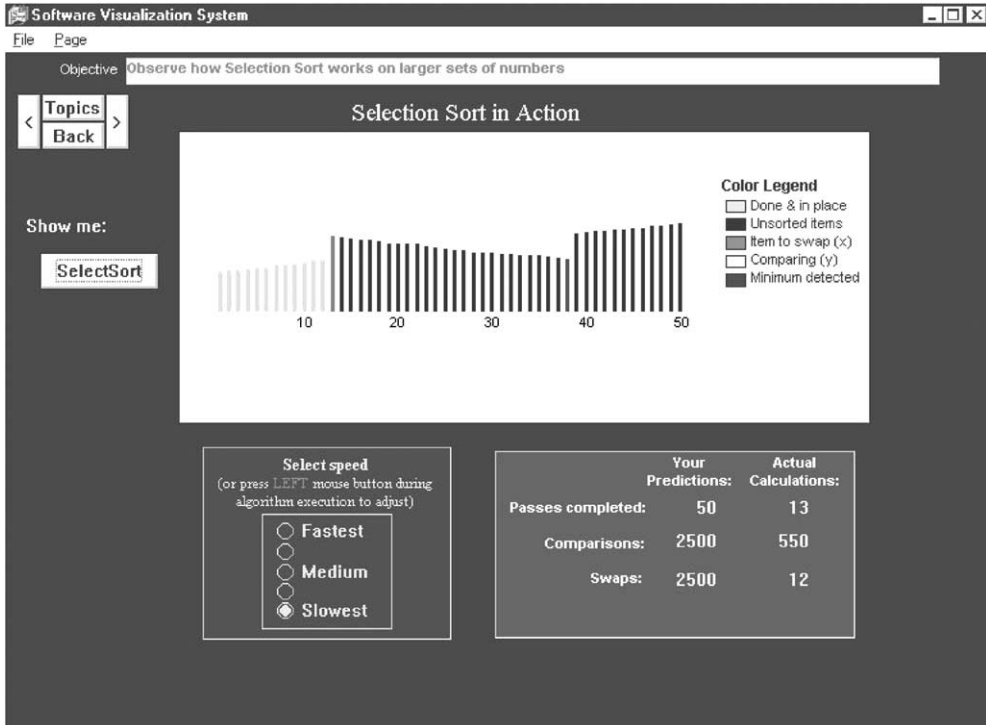 Software Visualization System
File Page
Objective Observe how Selection Sort works on larger sets of numbers
< Topics >
Back
Selection Sort in Action
Show me:
SelectSort
Color Legend
Done & in place
Unsorted items
Item to swap (x)
Comparing (y)
Minimum detected
10 20 30 40 50
Select speed
(or press LEFT mouse button during
algorithm execution to adjust)
Fastest
Medium
Slowest
Your Actual
Predictions: Calculations:
Passes completed: 50 13
Comparisons: 2500 550
Swaps: 2500 12